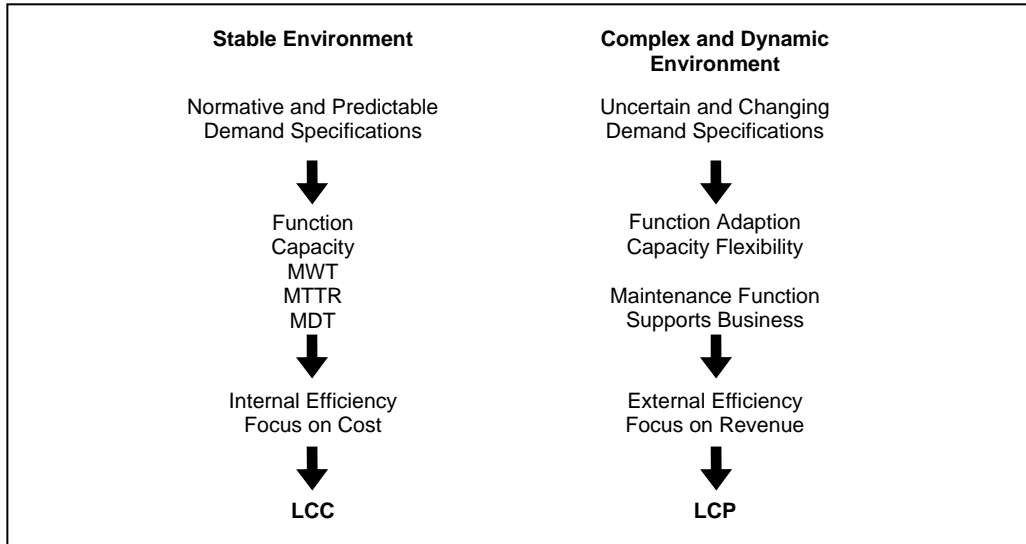 Stable Environment
Normative and Predictable
Demand Specifications
Function
Capacity
MWT
MTTR
MDT
Internal Efficiency
Focus on Cost
LCC
Complex and Dynamic
Environment
Uncertain and Changing
Demand Specifications
Function Adaption
Capacity Flexibility
Maintenance Function
Supports Business
External Efficiency
Focus on Revenue
LCP